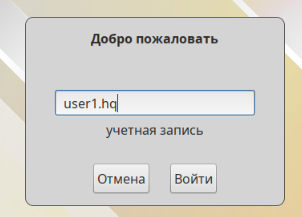 Добро пожаловать
user1.hq
учетная запись
Отмена Войти